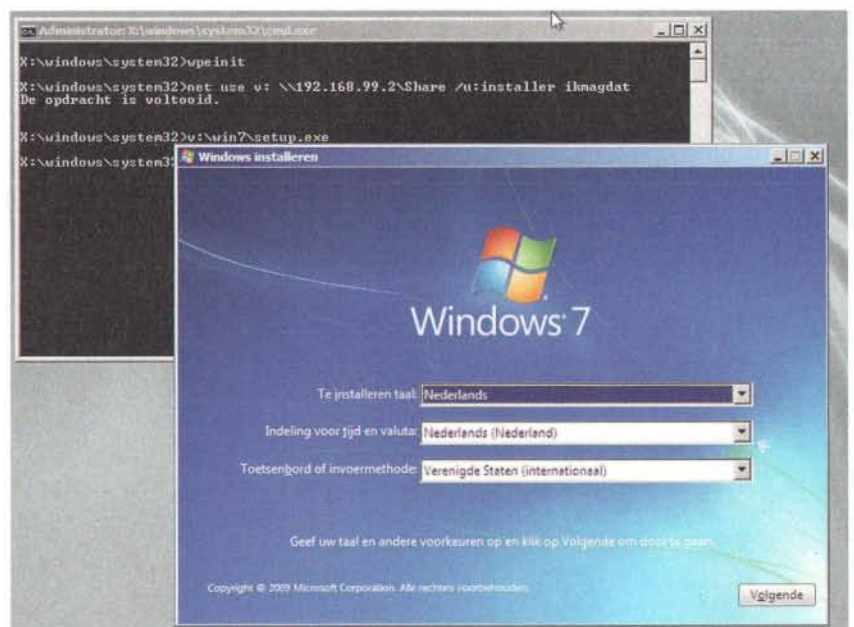 Administrator: X:\windows\system32\cmd.exe
X:\windows\system32>wpeinit
X:\windows\system32>net use v: \\192.168.99.2\Share /u:installer ikmagdat
De opdracht is voltooid.
X:\windows\system32>v:\win7\setup.exe
X:\windows\system32
Windows installeren
Windows 7
Te installeren taal: Nederlands
Indeling voor tijd en valuta: Nederlands (Nederland)
Toetsenbord of invoermethode: Verenigde Staten (internationaal)
Geef uw taal en andere voorkeuren op en klik op Volgende om door te gaan.
Copyright © 2009 Microsoft Corporation. Alle rechten voorbehouden.
Volgende